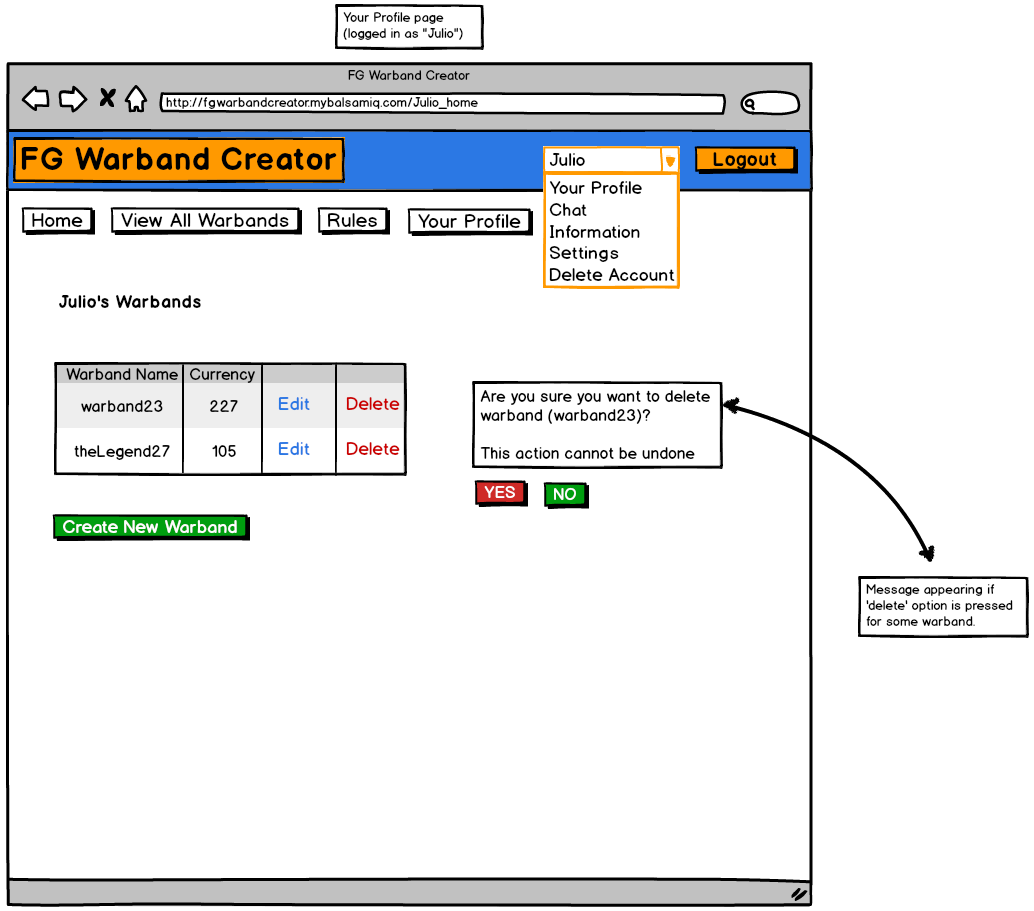 Your Profile page
(logged in as "Julio")
FG Warband Creator
http://fgwarbandcreator.mybalsamiq.com/Julio_home
FG Warband Creator
Julio
Logout
Your Profile
Chat
Information
Settings
Delete Account
Home
View All Warbands
Rules
Your Profile
Julio's Warbands
Warband Name Currency
warband23 227 Edit Delete
theLegend27 105 Edit Delete
Create New Warband
Are you sure you want to delete
warband (warband23)?
This action cannot be undone
YES
NO
Message appearing if
'delete' option is pressed
for some warband.